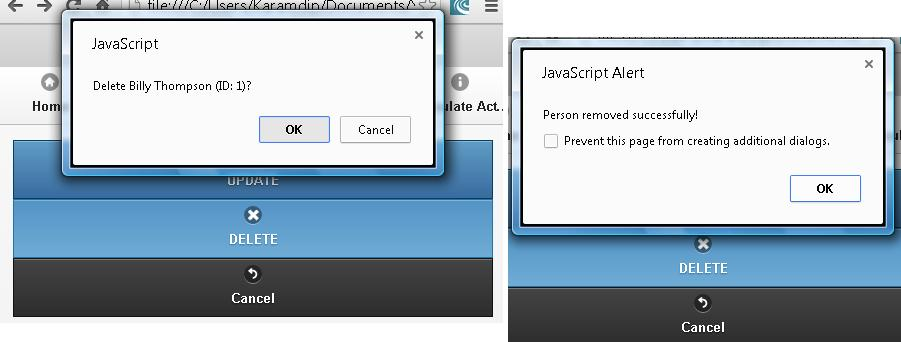 file:///C:/Users/Karamdip/Documents/
JavaScript
Delete Billy Thompson (ID: 1)?
OK
Cancel
Hom
ulate Act..
UPDATE
DELETE
Cancel
JavaScript Alert
Person removed successfully!
Prevent this page from creating additional dialogs.
OK
DELETE
Cancel